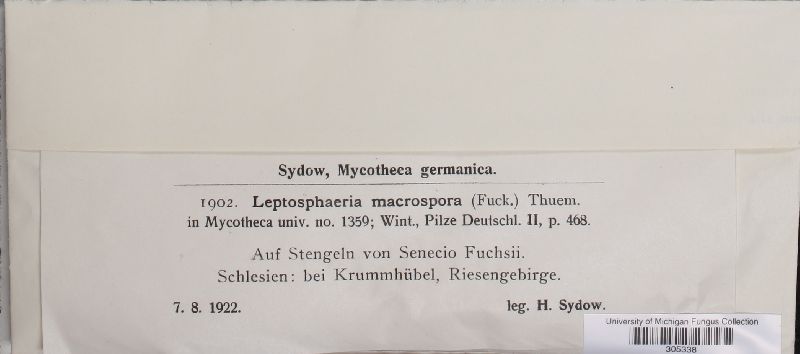 Sydow, Mycotheca germanica.
1902. Leptosphaeria macrospora (Fuck.) Thuem.
in Mycotheca univ. no. 1359; Wint., Pilze Deutschl. II, p. 468.
Auf Stengeln von Senecio Fuchsii.
Schlesien: bei Krummhübel, Riesengebirge.
7. 8. 1922. leg. H. Sydow.
University of Michigan Fungus Collection
305338